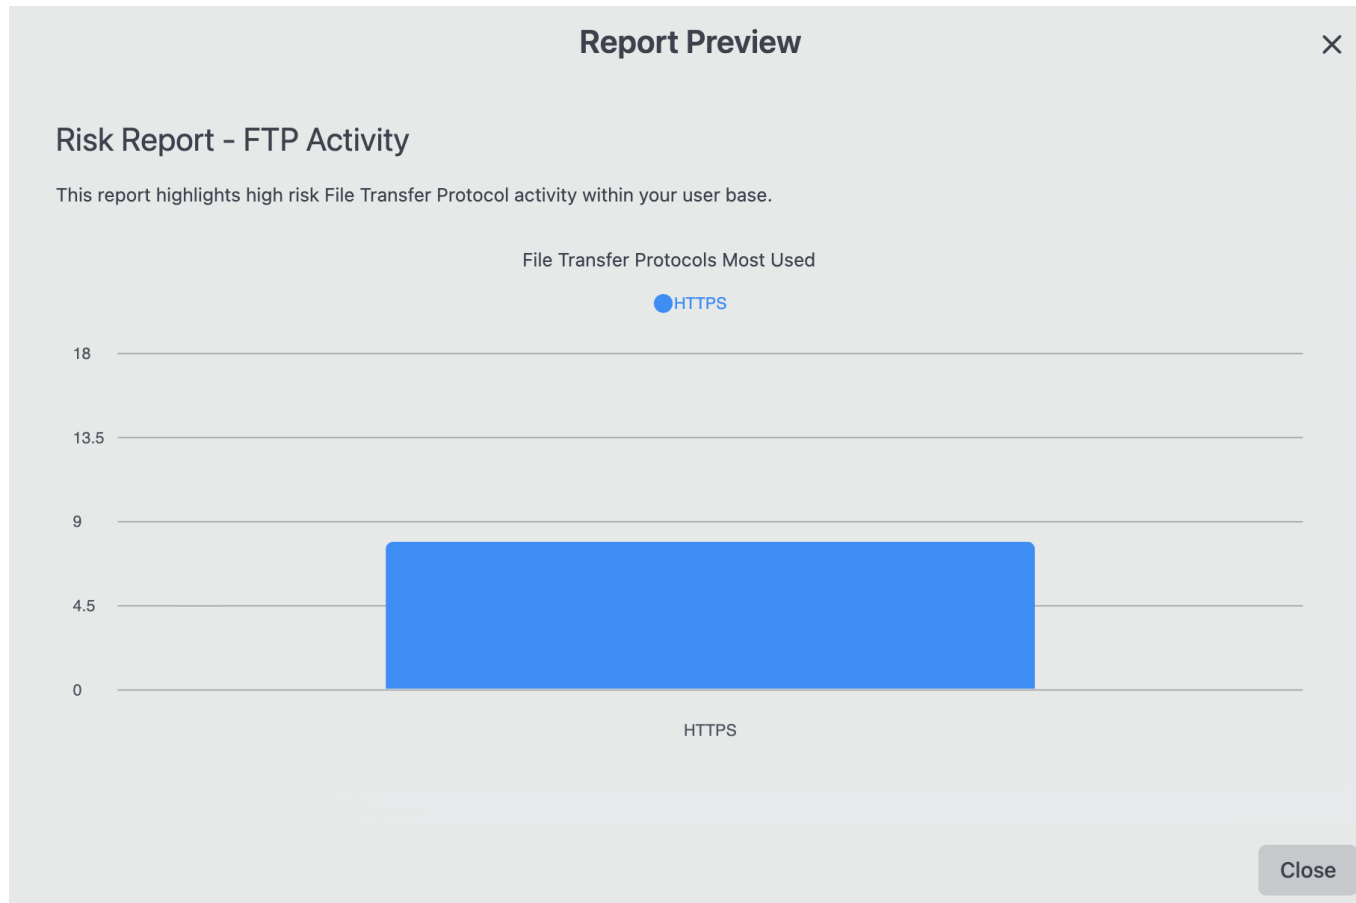 Report Preview
Risk Report - FTP Activity
This report highlights high risk File Transfer Protocol activity within your user base.
File Transfer Protocols Most Used
HTTPS
18
13.5
9
4.5
0
HTTPS
Close